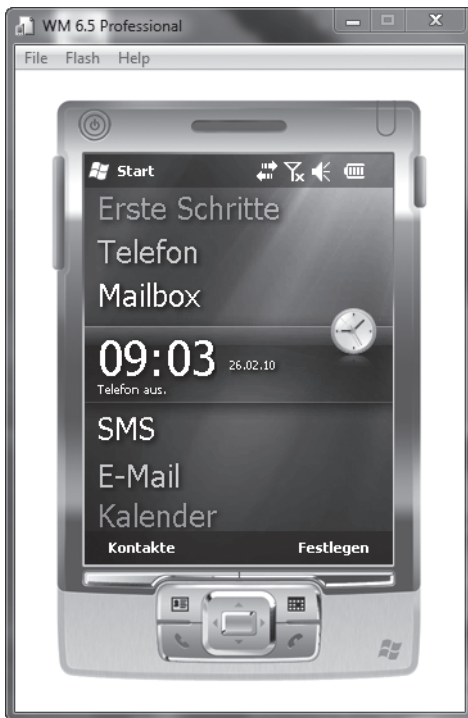 WM 6.5 Professional
File Flash Help
Start
Erste Schritte
Telefon
Mailbox
09:03 26.02.10
Telefon aus.
SMS
E-Mail
Kalender
Kontakte Festlegen